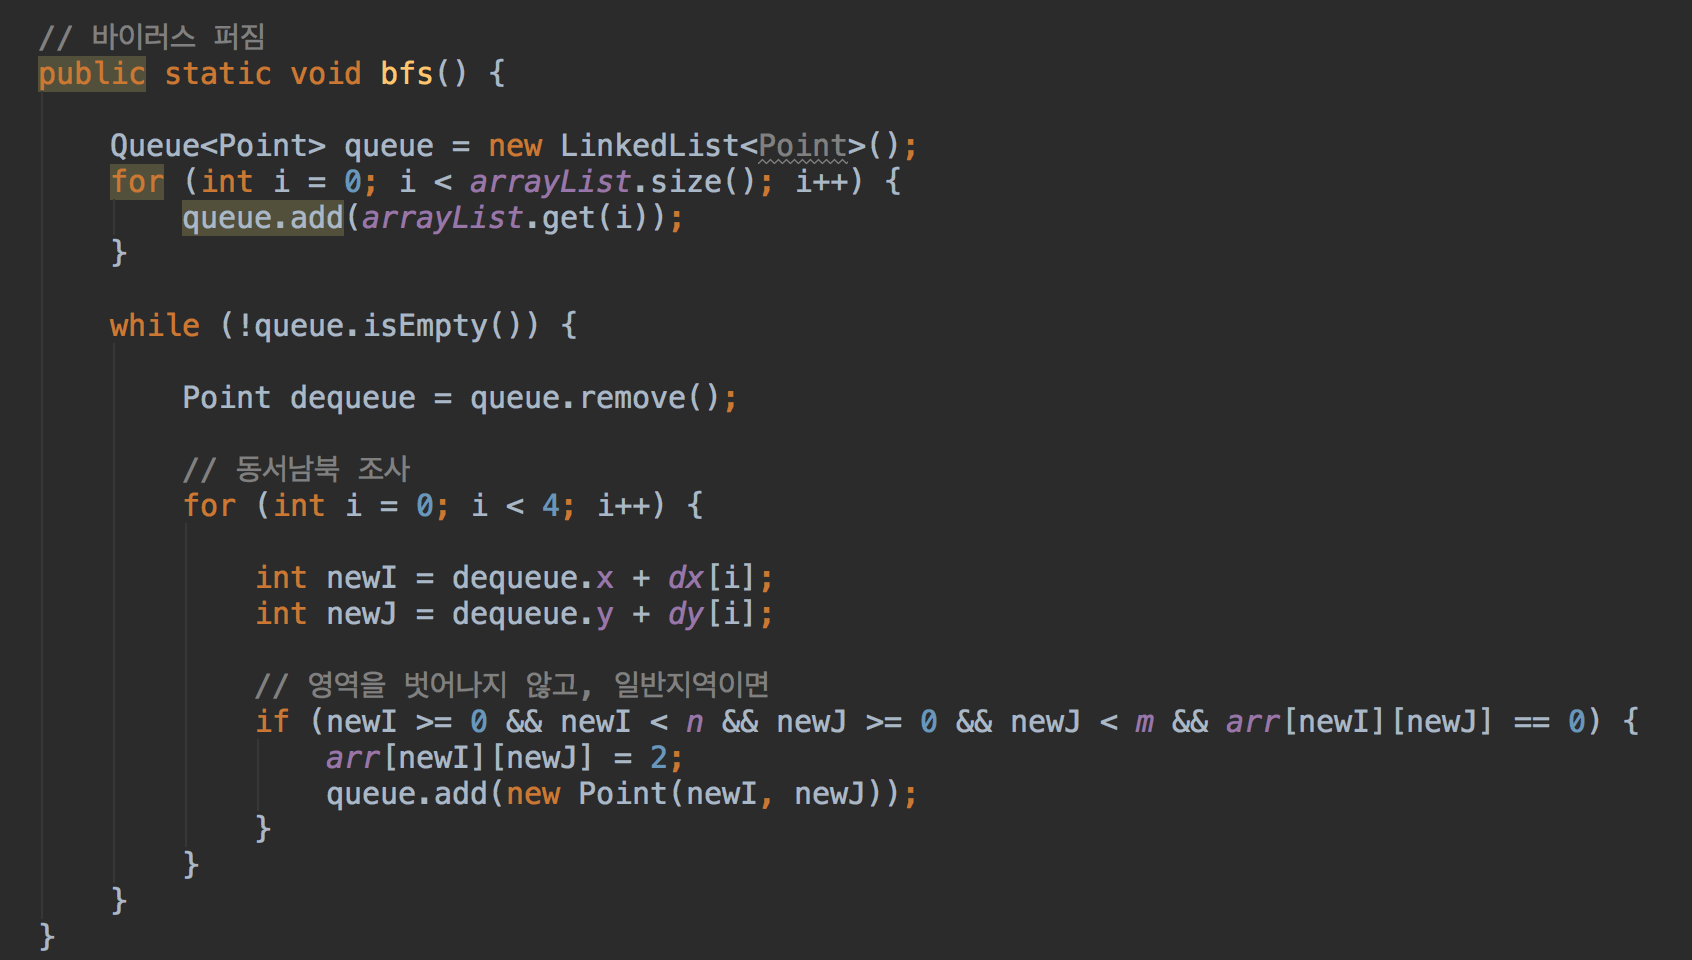 // 바이러스 퍼짐
public static void bfs() {
Queue<Point> queue = new LinkedList<Point>();
for (int i = 0; i < arrayList.size(); i++) {
queue.add(arrayList.get(i));
}
while (!queue.isEmpty()) {
Point dequeue = queue.remove();
// 동서남북 조사
for (int i = 0; i < 4; i++) {
int newI = dequeue.x + dx[i];
int newJ = dequeue.y + dy[i];
// 영역을 벗어나지 않고, 일반지역이면
if (newI >= 0 && newI < n && newJ >= 0 && newJ < m && arr[newI][newJ] == 0) {
arr[newI][newJ] = 2;
queue.add(new Point(newI, newJ));
}
}
}
}